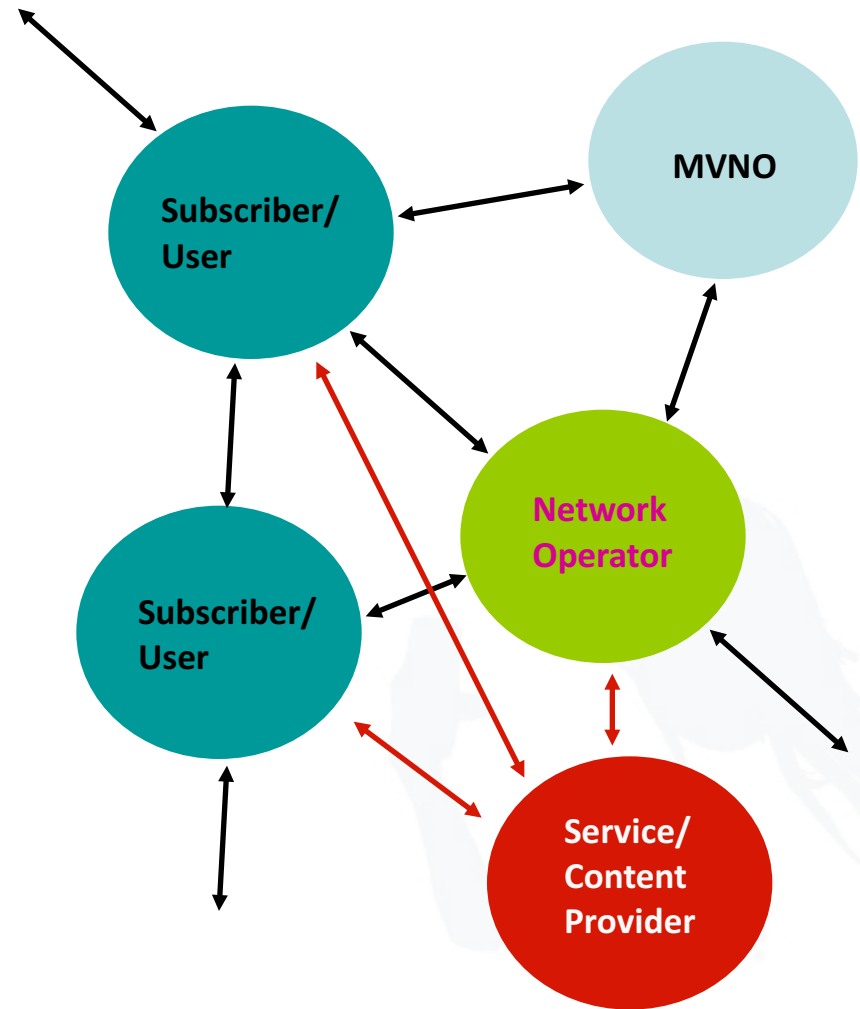 MVNO
Subscriber/
User
Network
Operator
Subscriber/
User
Service/
Content
Provider